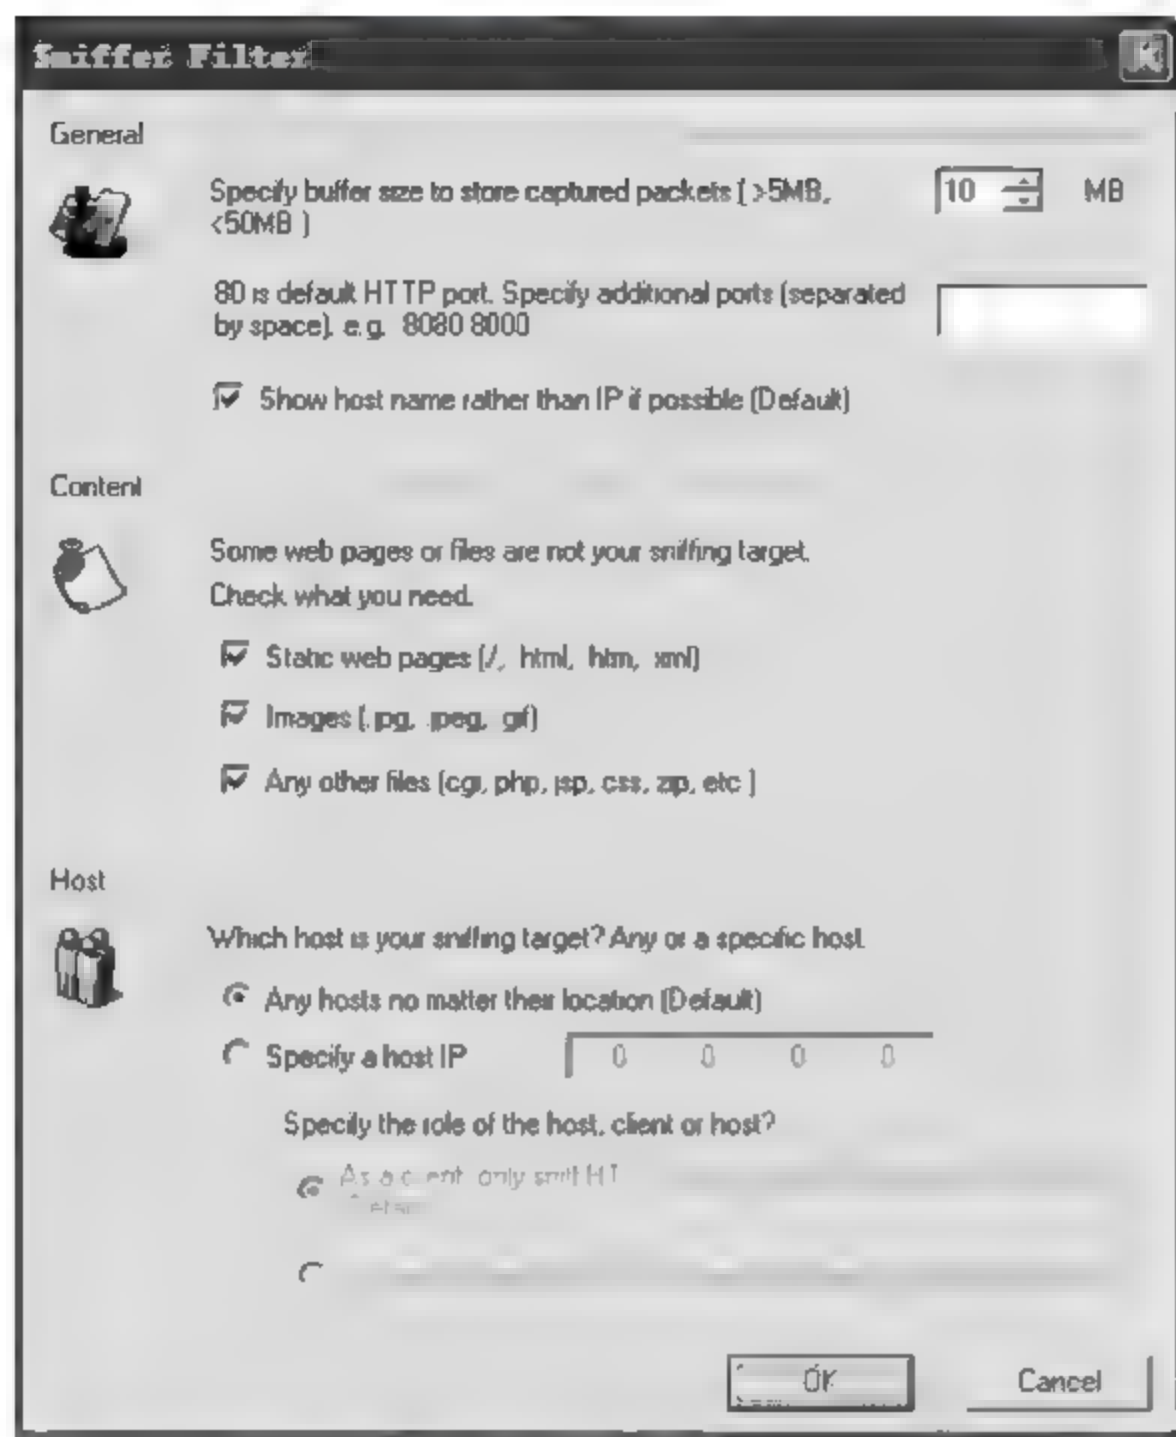 Sniffer Filter
General
Specify buffer size to store captured packets ( >5MB, 10 MB
<50MB )
80 is default HTTP port. Specify additional ports (separated
by space), e.g. 8080 8000
Show host name rather than IP if possible (Default)
Content
Some web pages or files are not your sniffing target.
Check what you need.
Static web pages (/, html, htm, xml)
Images (.jpg, .jpeg, gif)
Any other files (cgi, php, jsp, css, zip, etc )
Host
Which host is your sniffing target? Any or a specific host.
Any hosts no matter their location (Default)
Specify a host IP 0 0 0 0
Specify the role of the host, client or host?
As a client only sniff
OK Cancel